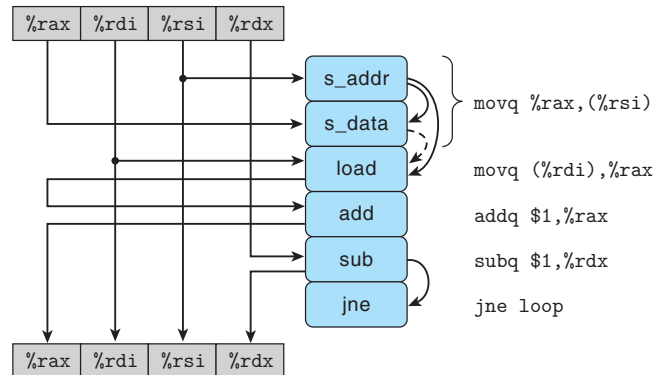 %rax %rdi %rsi %rdx
s_addr
movq %rax,(%rsi)
s_data
load movq (%rdi),%rax
add addq $1,%rax
sub subq $1,%rdx
jne jne loop
%rax %rdi %rsi %rdx